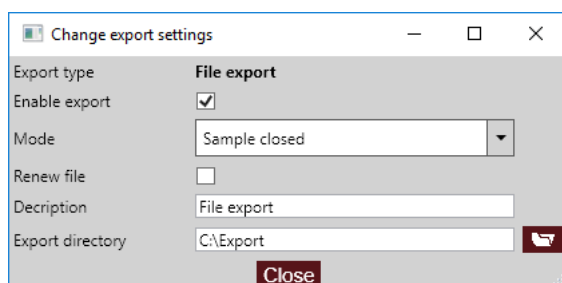 Change export settings
Export type File export
Enable export
Mode Sample closed
Renew file
Decription File export
Export directory C:\Export
Close